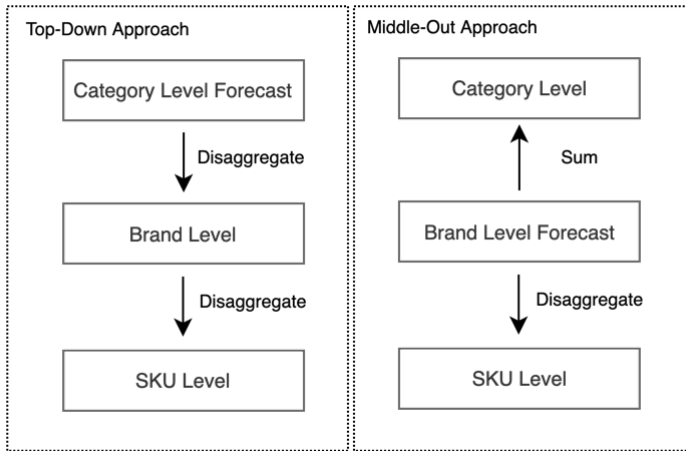 Top-Down Approach
Category Level Forecast
Disaggregate
Brand Level
Disaggregate
SKU Level
Middle-Out Approach
Category Level
Sum
Brand Level Forecast
Disaggregate
SKU Level